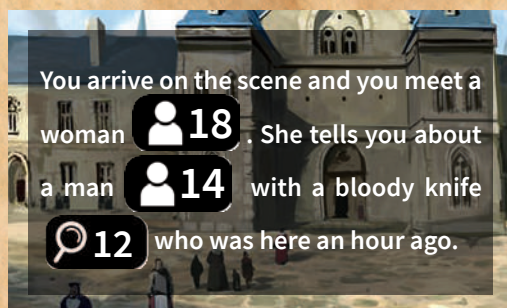 You arrive on the scene and you meet a
woman 18 . She tells you about
a man 14 with a bloody knife
12 who was here an hour ago.